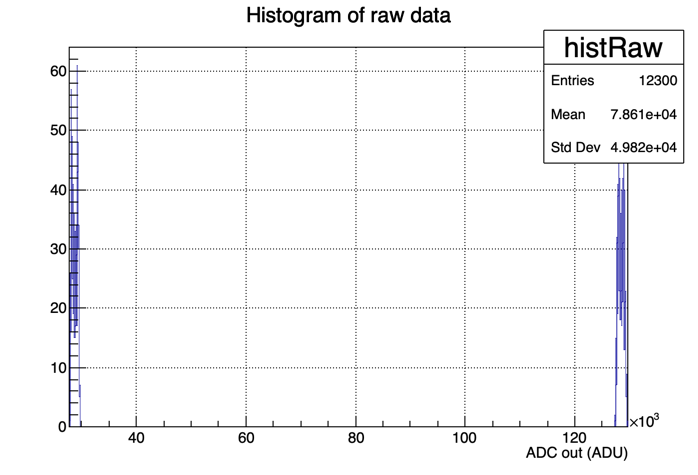 Histogram of raw data
histRaw
Entries 12300
Mean 7.861e+04
Std Dev 4.982e+04
60
50
40
30
20
10
0
40 60 80 100 120
×10³
ADC out (ADU)